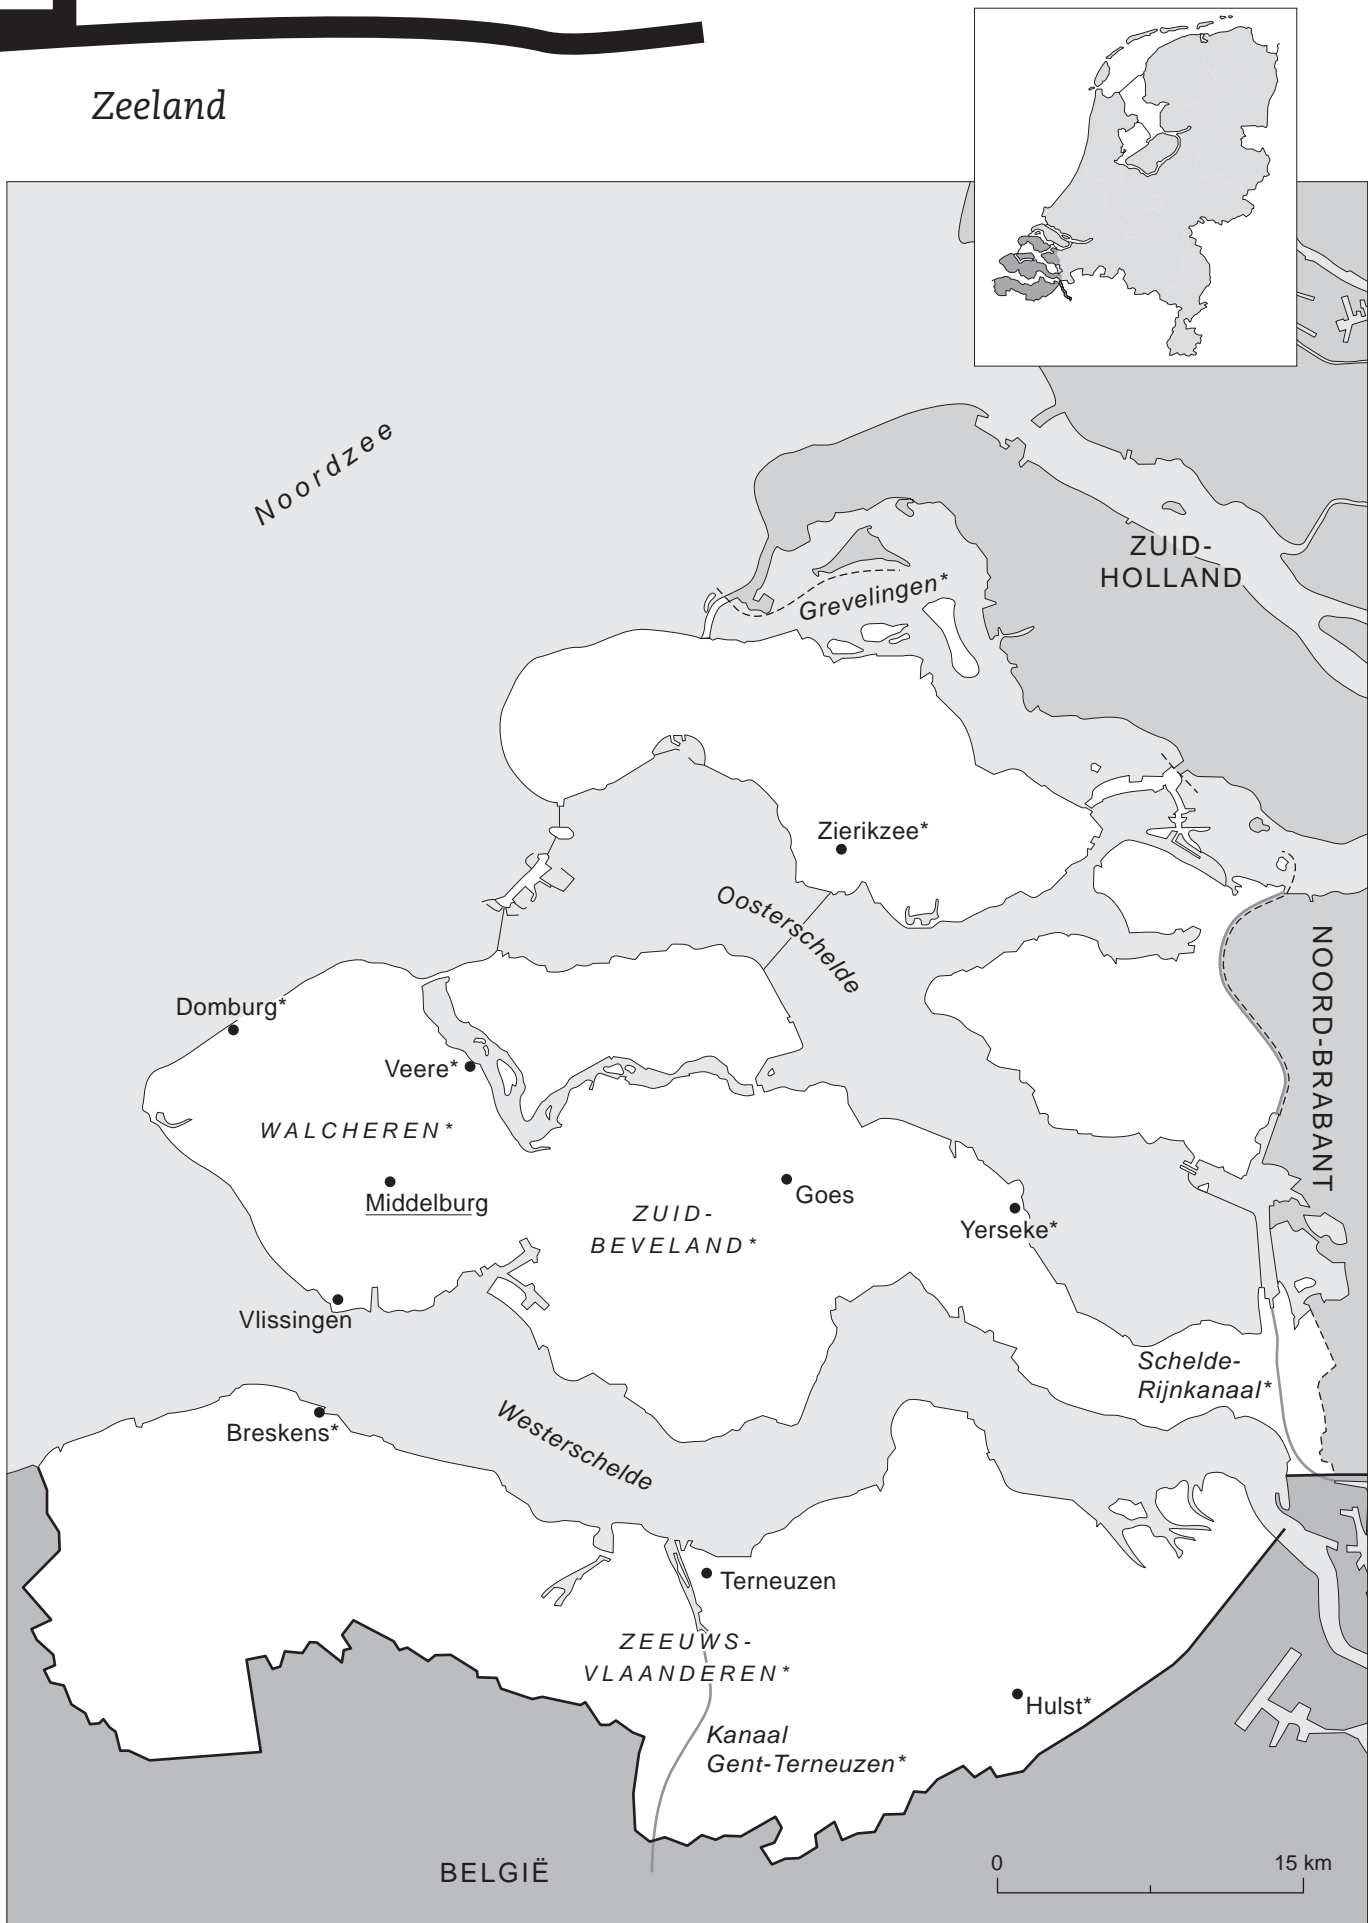 Zeeland
Noordzee
ZUID-
HOLLAND
Grevelingen*
Zierikzee*
Oosterschelde
NOORD-BRABANT
Domburg*
Veere*
WALCHEREN*
Middelburg
ZUID-
BEVELAND*
Goes
Yerseke*
Vlissingen
Schelde-
Rijnkanaal*
Breskens*
Westerschelde
Terneuzen
ZEEUWS-
VLAANDEREN*
Hulst*
Kanaal
Gent-Terneuzen*
BELGIË
0 15 km